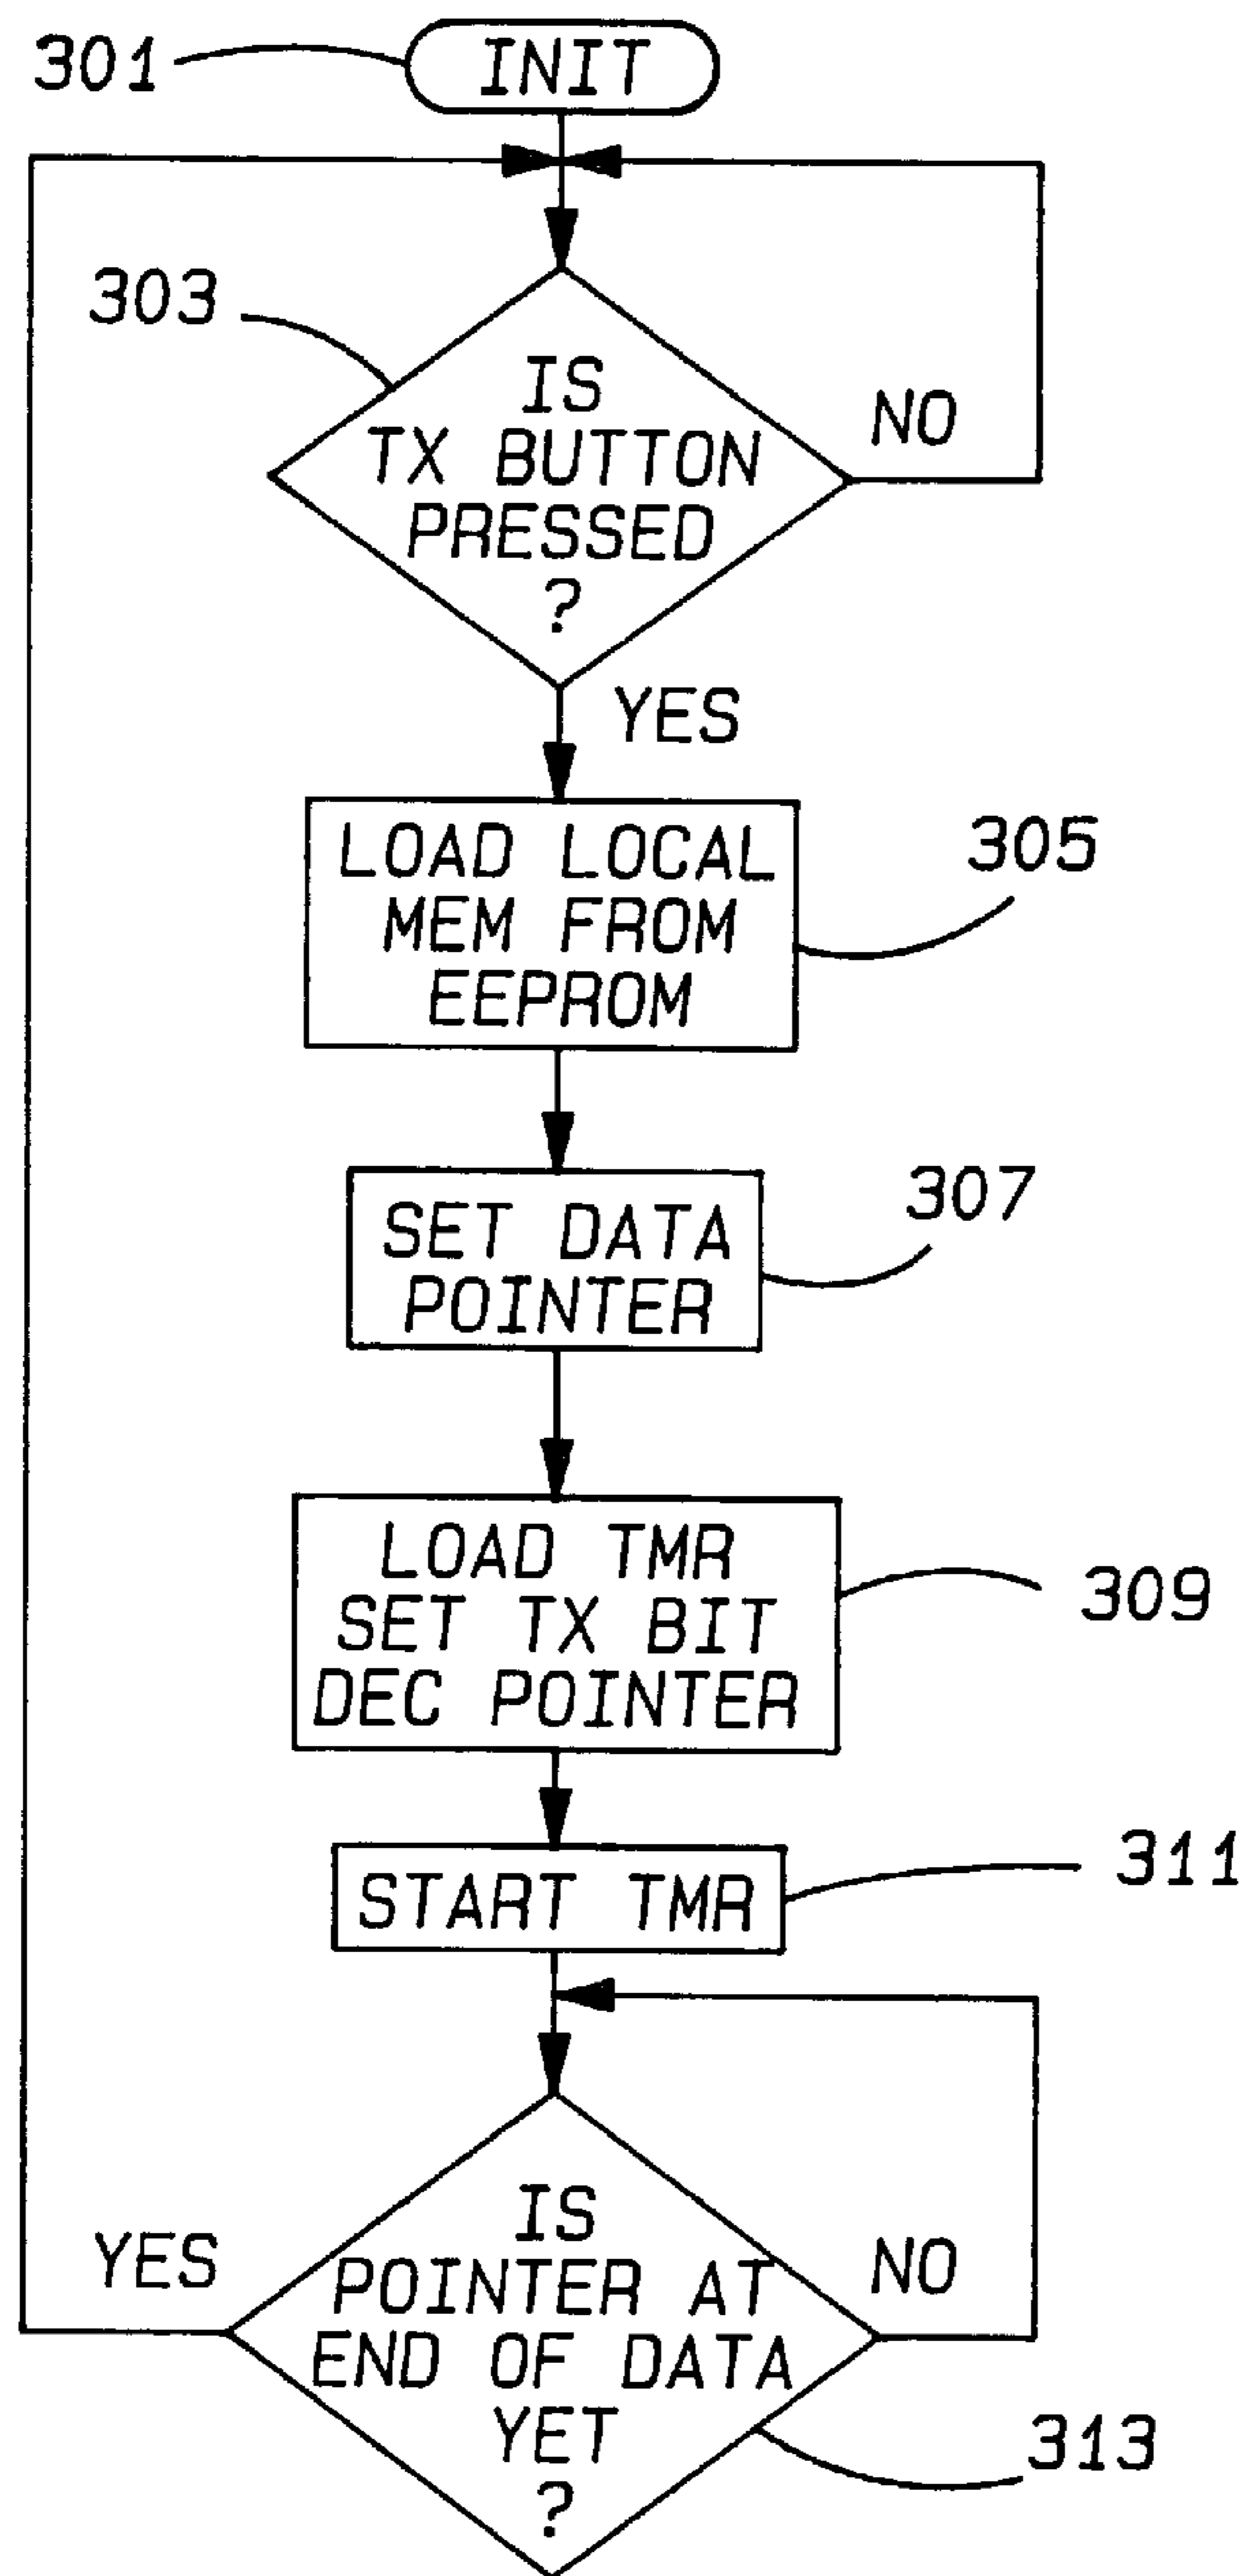 301
INIT
303
IS
TX BUTTON
PRESSED
?
NO
YES
LOAD LOCAL
MEM FROM
EEPROM
305
SET DATA
POINTER
307
LOAD TMR
SET TX BIT
DEC POINTER
309
START TMR
311
IS
POINTER AT
END OF DATA
YET
?
YES
NO
313